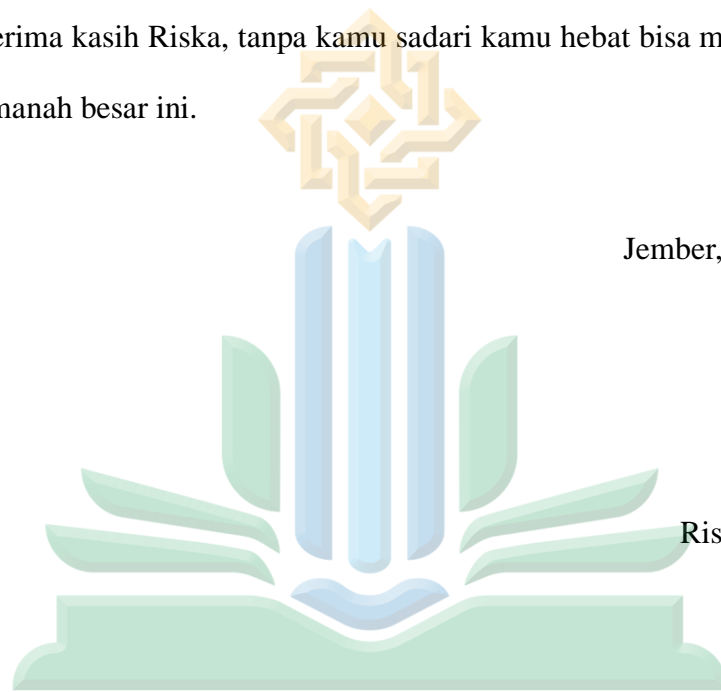 erima kasih Riska, tanpa kamu sadari kamu hebat bisa m
manah besar ini.
Jember,
Ris